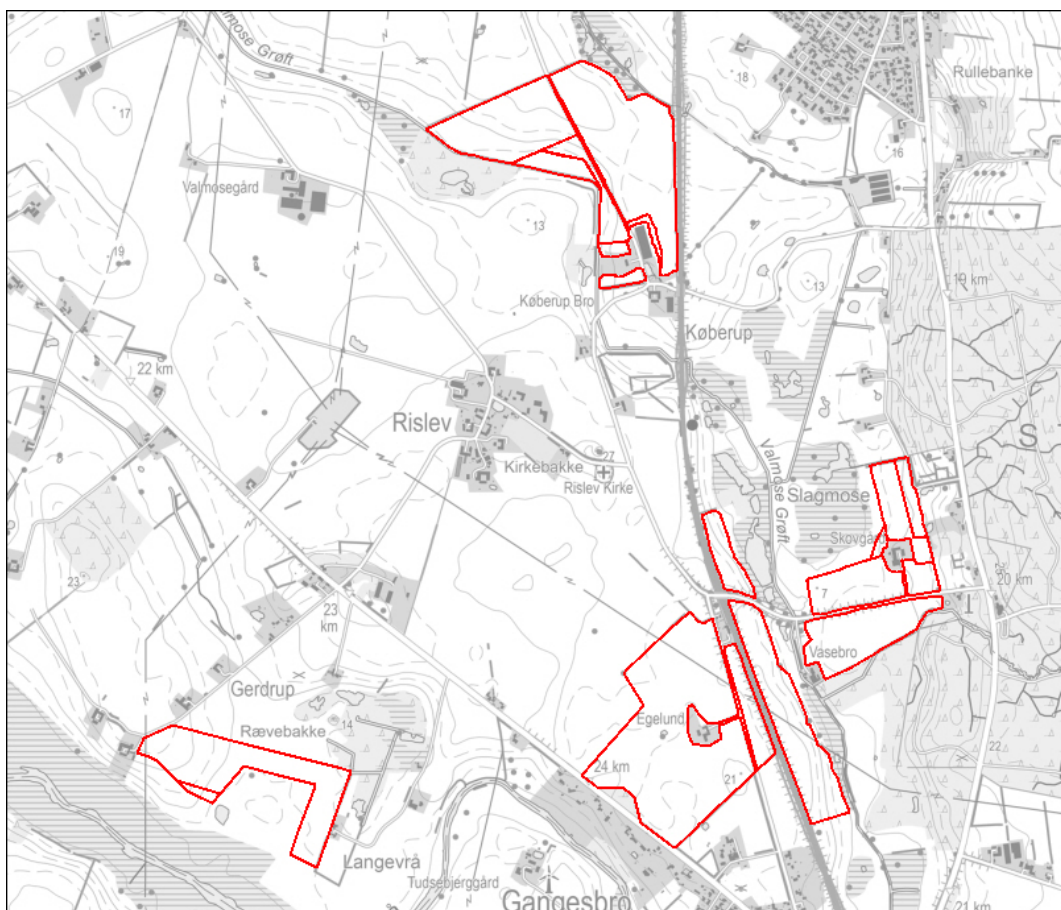 lmose Grøft
Rullebanke
18
17
16
Valmosegård
13
19
19 km
13
Køberup Bro
Køberup
22 km
Rislev
S
Kirkebakke
27
Rislev Kirke
Valmose Grøft
Slagmose
Skovgård
23
7
20 km
23
km
Vasebro
Gerdrup
Egelund
Rævebakke
14
22
24 km
21
Langevrå
Tudsebjerggård
Gangesbro
21 km